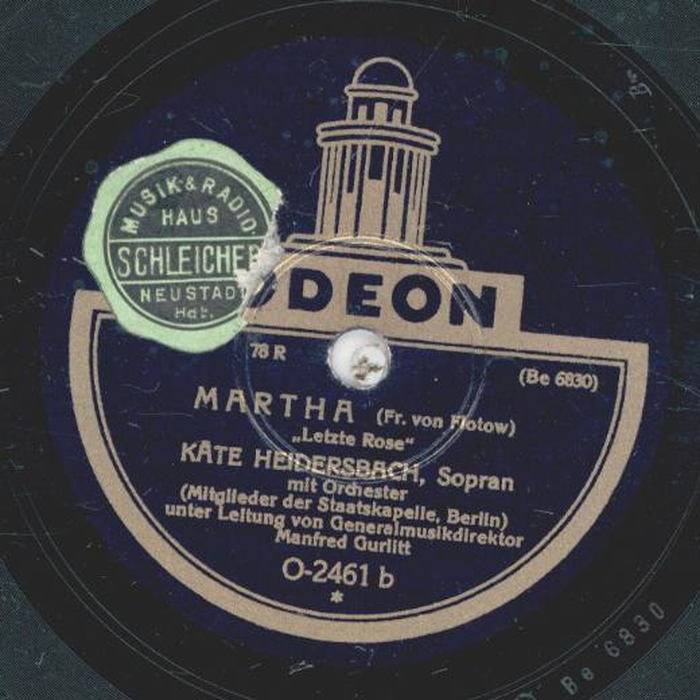 MUSIK & RADIO
HAUS
SCHLEICHER
NEUSTADT
Hdt.
ODEON
78 R
(Be 6830)
MARTHA (Fr. von Flotow)
„Letzte Rose“
KÄTE HEIDERSBACH, Sopran
mit Orchester
(Mitglieder der Staatskapelle, Berlin)
unter Leitung von Generalmusikdirektor
Manfred Gurlitt
O-2461 b
*
Be 6830